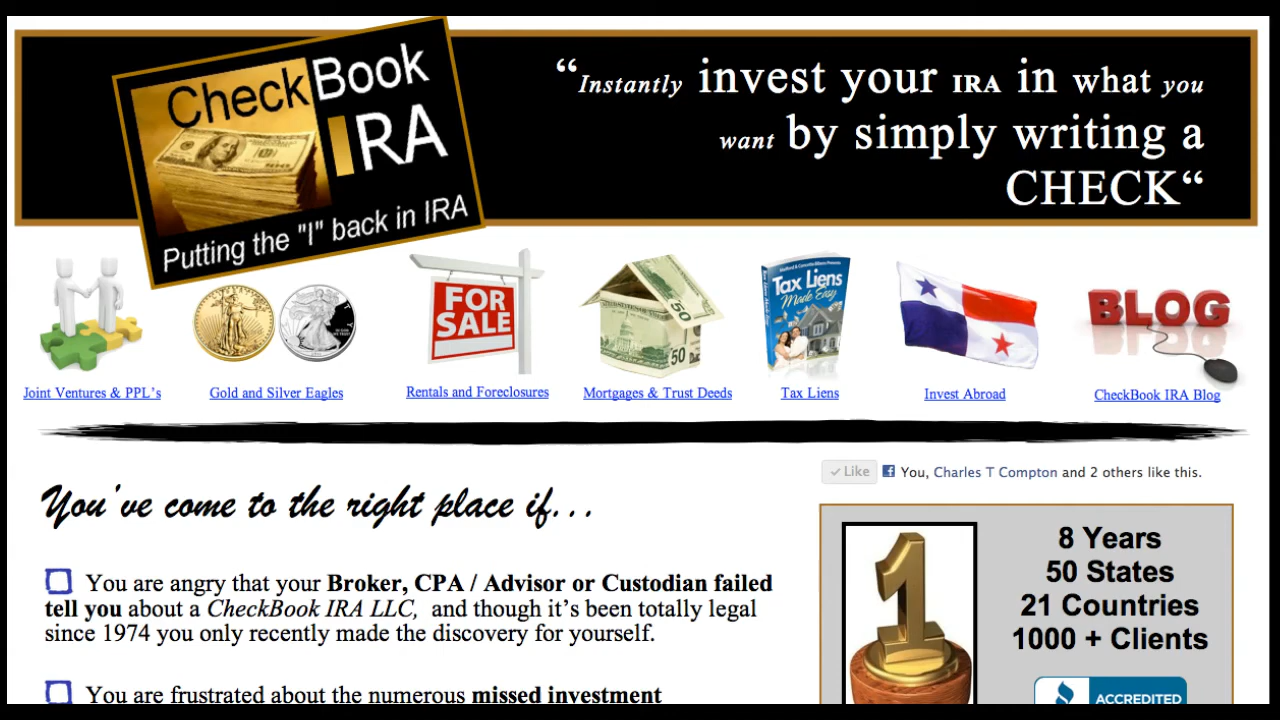 CheckBook
IRA
Putting the "I" back in IRA
“Instantly invest your IRA in what you
want by simply writing a
CHECK“
FOR
SALE
50
50
Tax Liens
Made Easy
BLOG
Joint Ventures & PPL's
Gold and Silver Eagles
Rentals and Foreclosures
Mortgages & Trust Deeds
Tax Liens
Invest Abroad
CheckBook IRA Blog
Like
You, Charles T Compton and 2 others like this.
You've come to the right place if...
You are angry that your Broker, CPA / Advisor or Custodian failed
tell you about a CheckBook IRA LLC, and though it's been totally legal
since 1974 you only recently made the discovery for yourself.
You are frustrated about the numerous missed investment
1
8 Years
50 States
21 Countries
1000 + Clients
ACCREDITED